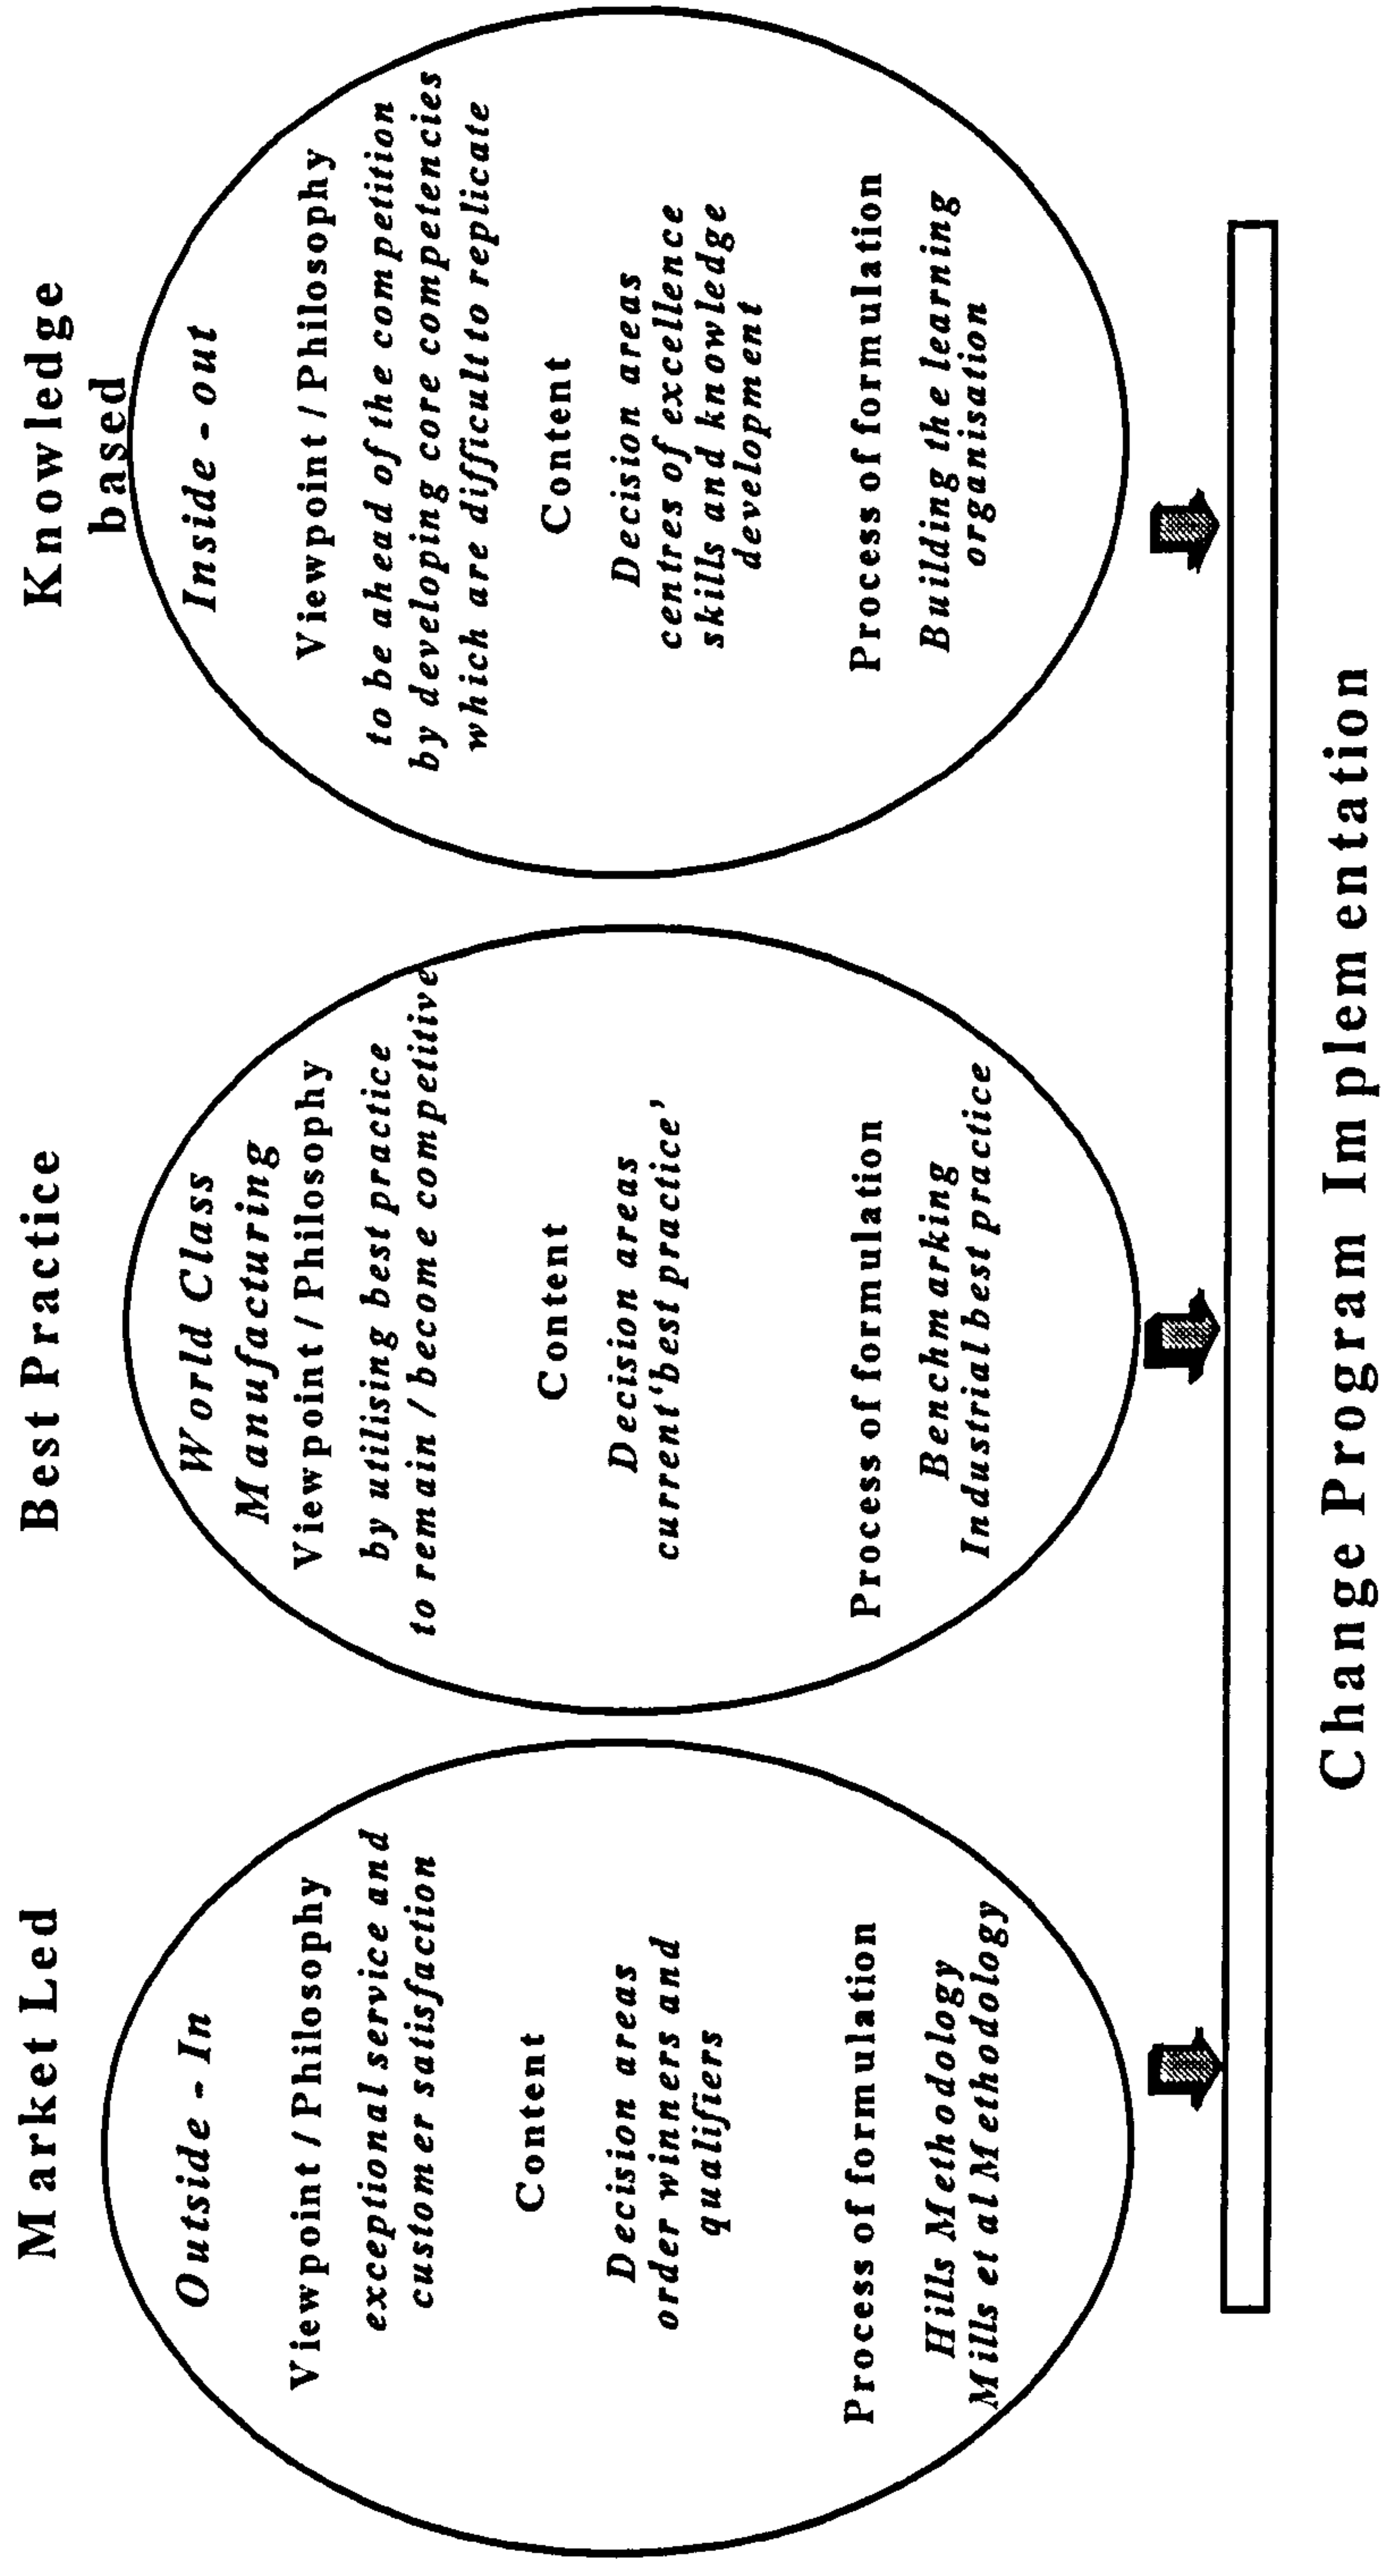 Market Led
Outside - In
Viewpoint / Philosophy
exceptional service and
customer satisfaction
Content
Decision areas
order winners and
qualifiers
Process of formulation
Hills Methodology
Mills et al Methodology
Best Practice
World Class
Manufacturing
Viewpoint / Philosophy
by utilising best practice
to remain / become competitive
Content
Decision areas
current 'best practice'
Process of formulation
Benchmarking
Industrial best practice
Knowledge
based
Inside - out
Viewpoint / Philosophy
to be ahead of the competition
by developing core competencies
which are difficult to replicate
Content
Decision areas
centres of excellence
skills and knowledge
development
Process of formulation
Building the learning
organisation
Change Program Implementation